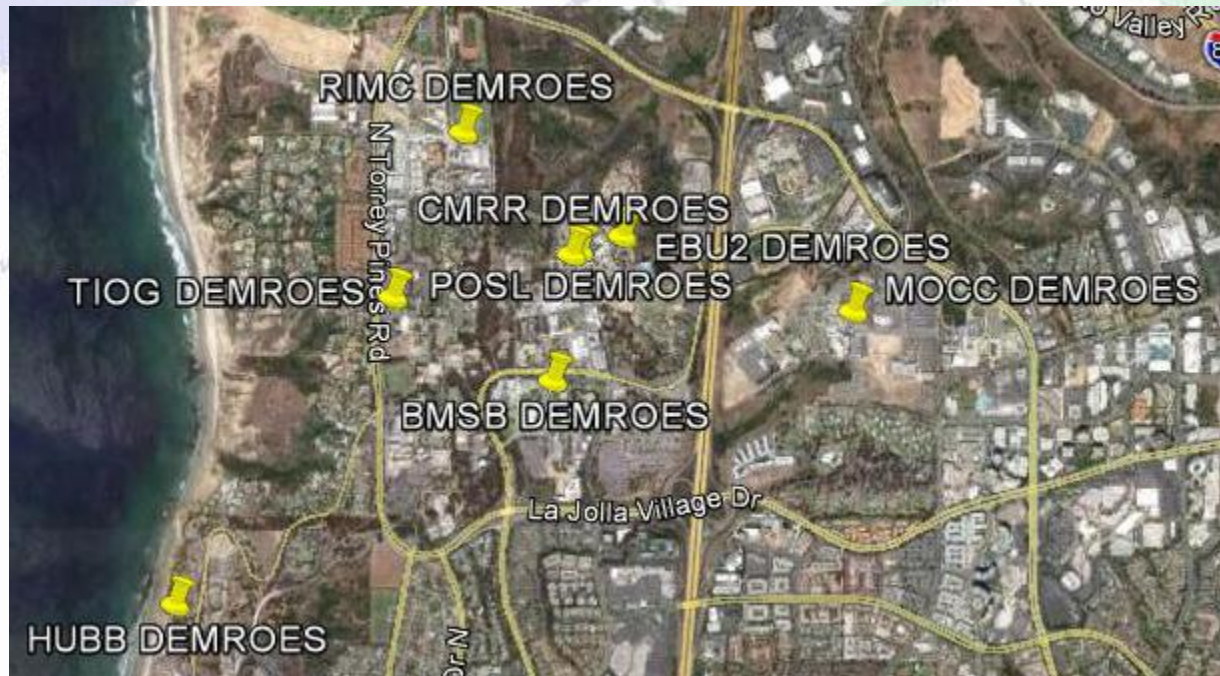 Valley
8
RIMC DEMROES
N Torrey Pines Rd
CMRR DEMROES
EBU2 DEMROES
TIOG DEMROES
POSL DEMROES
MOCC DEMROES
BMSB DEMROES
La Jolla Village Dr
HUBB DEMROES